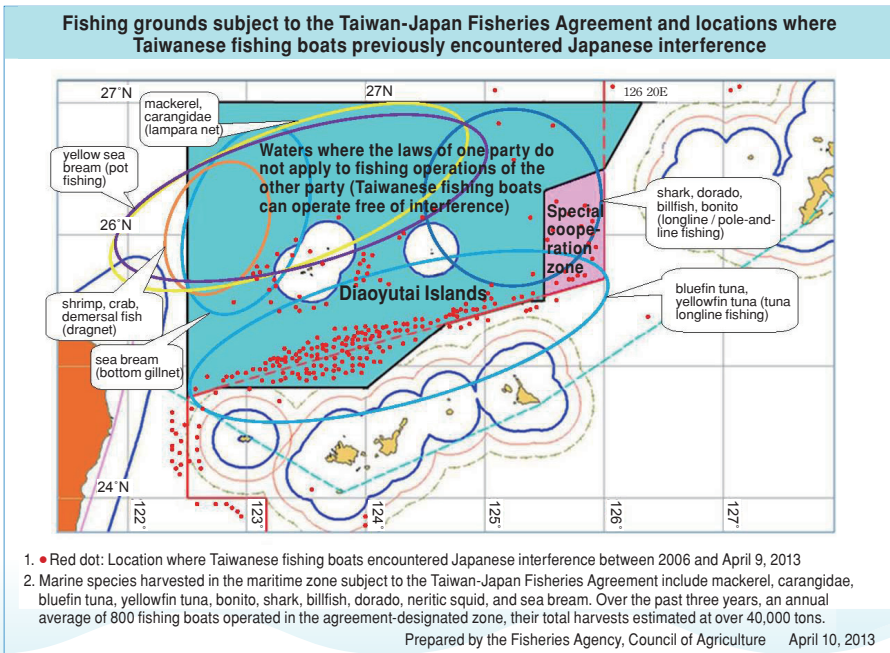 Fishing grounds subject to the Taiwan-Japan Fisheries Agreement and locations where
Taiwanese fishing boats previously encountered Japanese interference
27°N
27N
126 20E
mackerel,
carangidae
(lampara net)
yellow sea
bream (pot
fishing)
Waters where the laws of one party do
not apply to fishing operations of the
other party (Taiwanese fishing boats
can operate free of interference)
Special
coope-
ration
zone
shark, dorado,
billfish, bonito
(longline / pole-and-
line fishing)
26°N
Diaoyutai Islands
bluefin tuna,
yellowfin tuna (tuna
longline fishing)
shrimp, crab,
demersal fish
(dragnet)
sea bream
(bottom gillnet)
24°N
122°
123°
124°
125°
126°
127°
1. ● Red dot: Location where Taiwanese fishing boats encountered Japanese interference between 2006 and April 9, 2013
2. Marine species harvested in the maritime zone subject to the Taiwan-Japan Fisheries Agreement include mackerel, carangidae,
bluefin tuna, yellowfin tuna, bonito, shark, billfish, dorado, neritic squid, and sea bream. Over the past three years, an annual
average of 800 fishing boats operated in the agreement-designated zone, their total harvests estimated at over 40,000 tons.
Prepared by the Fisheries Agency, Council of Agriculture April 10, 2013